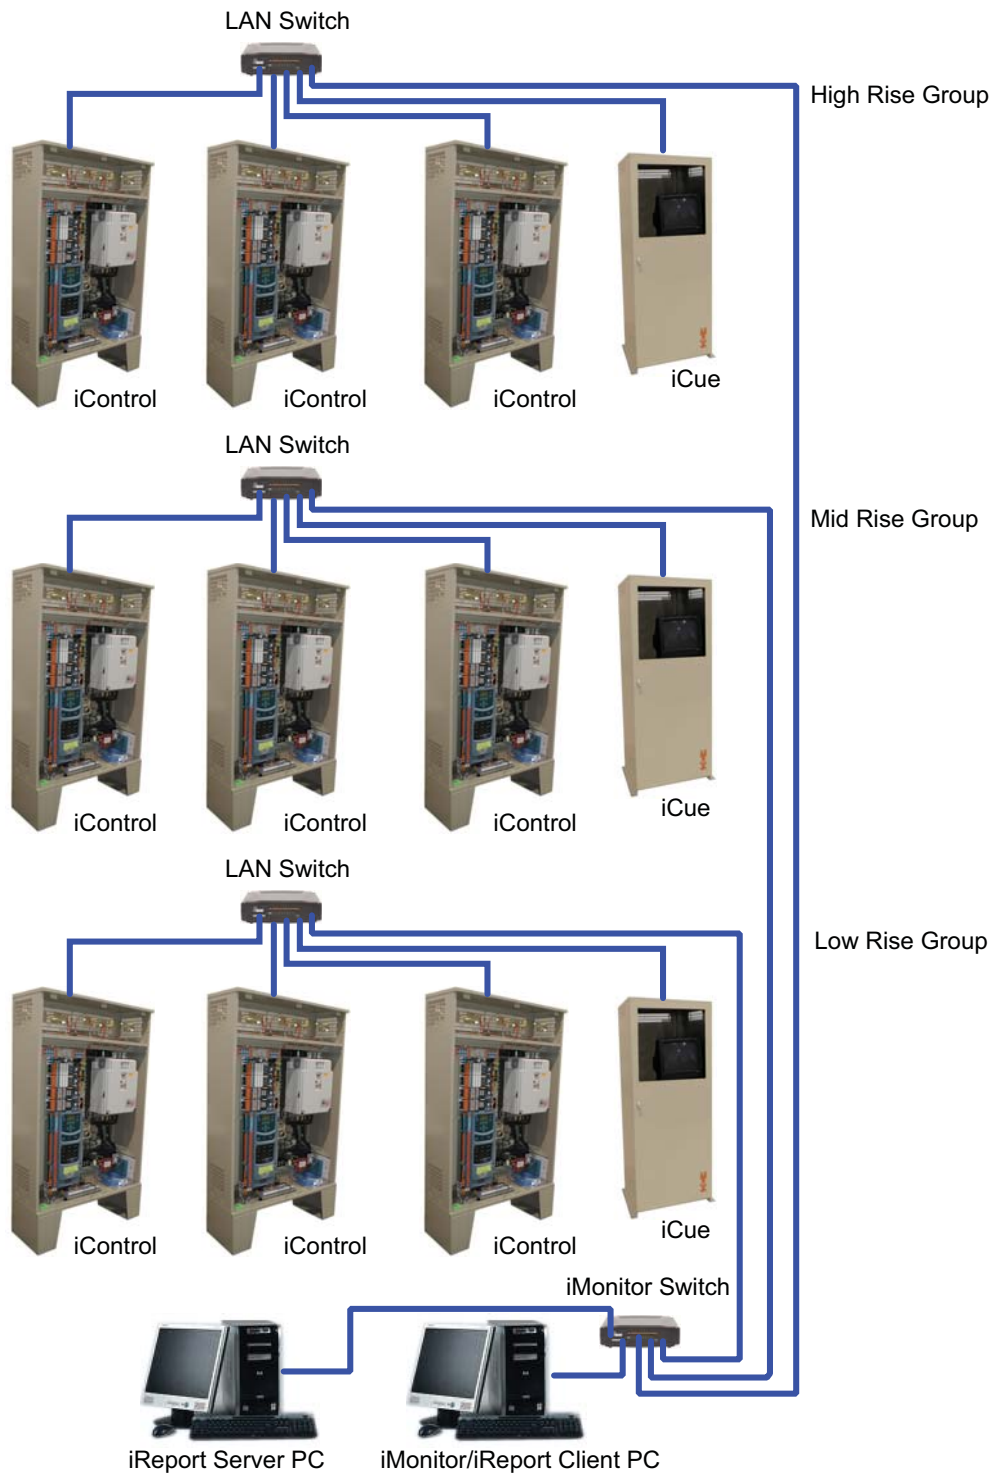 LAN Switch
High Rise Group
iControl
iControl
iControl
iCue
LAN Switch
Mid Rise Group
iControl
iControl
iControl
iCue
LAN Switch
Low Rise Group
iControl
iControl
iControl
iCue
iMonitor Switch
iReport Server PC
iMonitor/iReport Client PC